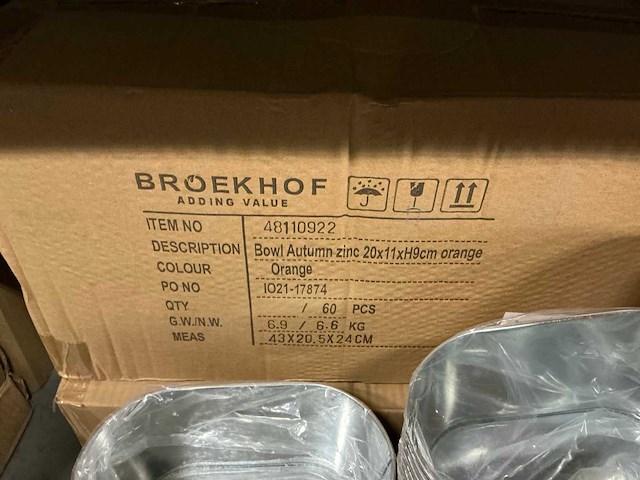 BROEKHOF
ADDING VALUE
ITEM NO 48110922
DESCRIPTION Bowl Autumn zinc 20x11xH9cm orange
COLOUR Orange
PO NO IO21-17874
QTY / 60 PCS
G.W./N.W. 6.9 / 6.6 KG
MEAS 43X20.5X24CM